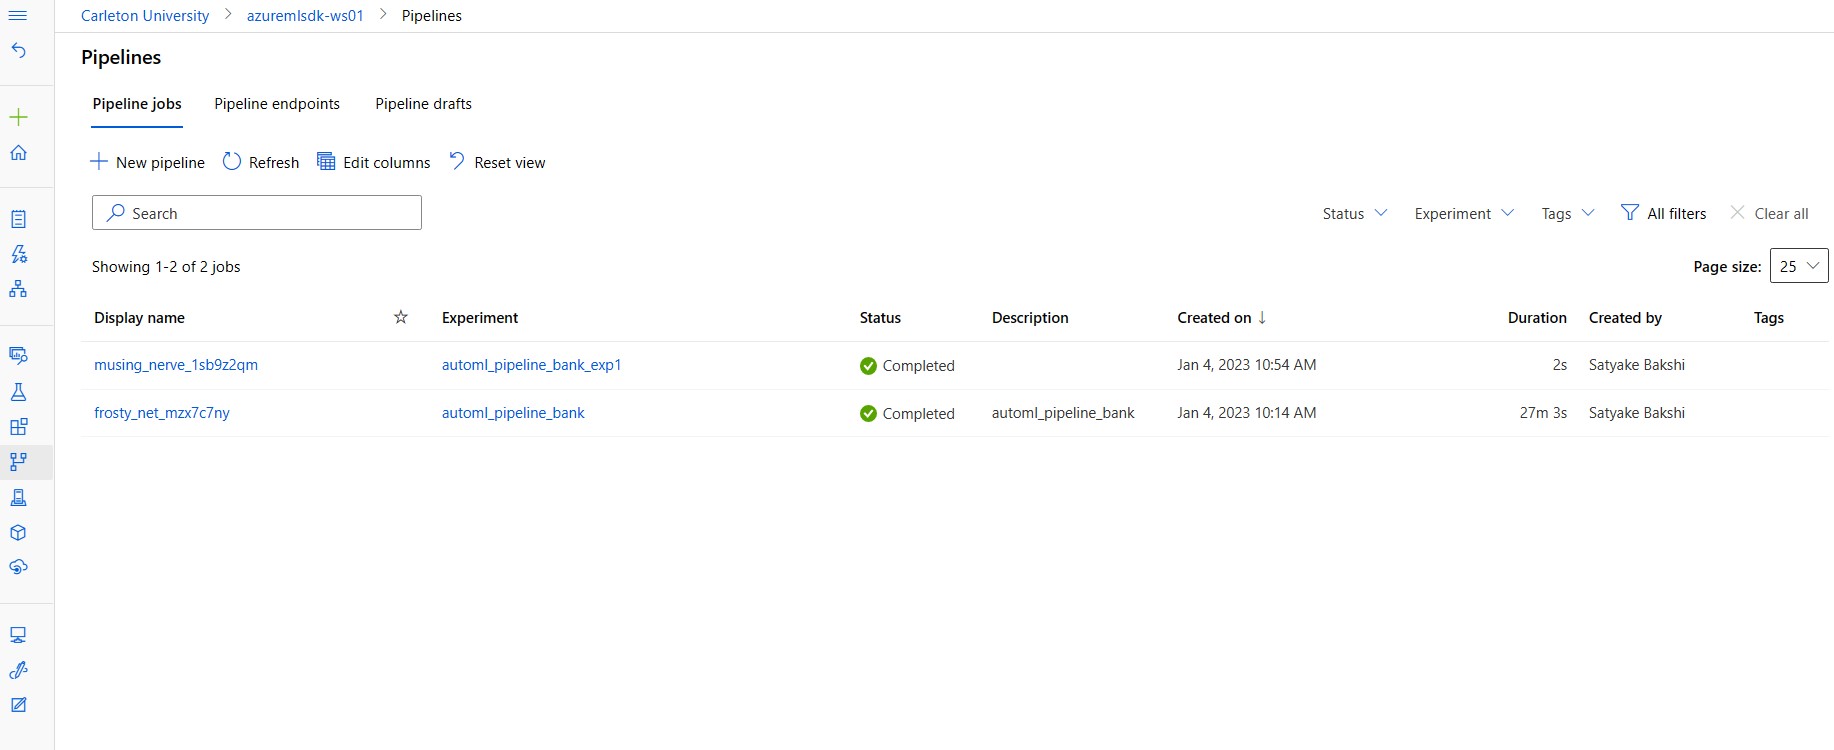 Carleton University > azuremlsdk-ws01 > Pipelines
Pipelines
Pipeline jobs Pipeline endpoints Pipeline drafts
New pipeline Refresh Edit columns Reset view
Search Status Experiment Tags All filters Clear all
Showing 1-2 of 2 jobs Page size: 25
Display name Experiment Status Description Created on ↓ Duration Created by Tags
musing_nerve_1sb9z2qm automl_pipeline_bank_exp1 Completed Jan 4, 2023 10:54 AM 2s Satyake Bakshi
frosty_net_mzx7c7ny automl_pipeline_bank Completed automl_pipeline_bank Jan 4, 2023 10:14 AM 27m 3s Satyake Bakshi